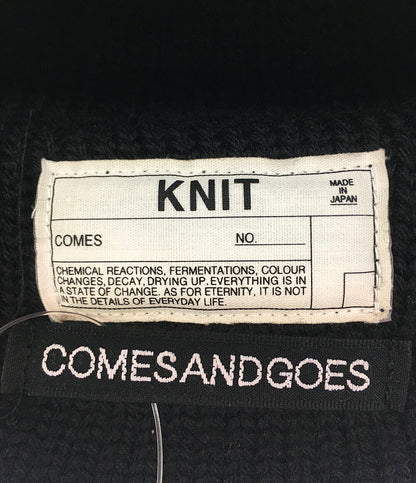 KNIT
MADE
IN
JAPAN
COMES
NO.
CHEMICAL REACTIONS, FERMENTATIONS, COLOUR
CHANGES, DECAY, DRYING UP. EVERYTHING IS IN
A STATE OF CHANGE. AS FOR ETERNITY, IT IS NOT
IN THE DETAILS OF EVERYDAY LIFE.
COMESANDGOES